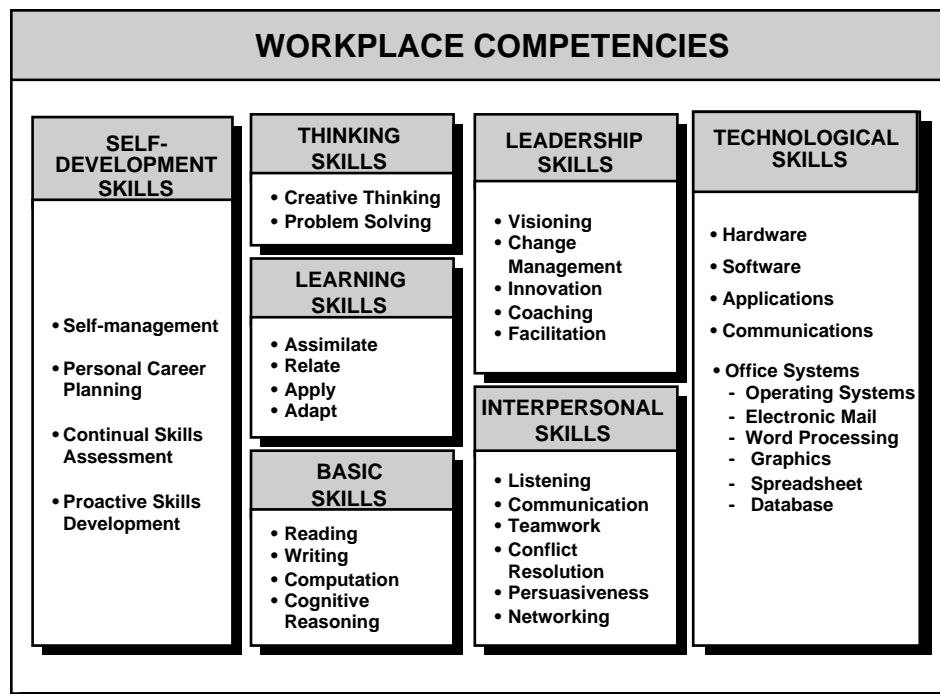 WORKPLACE COMPETENCIES
SELF-
DEVELOPMENT
SKILLS
• Self-management
• Personal Career
Planning
• Continual Skills
Assessment
• Proactive Skills
Development
THINKING
SKILLS
• Creative Thinking
• Problem Solving
LEARNING
SKILLS
• Assimilate
• Relate
• Apply
• Adapt
BASIC
SKILLS
• Reading
• Writing
• Computation
• Cognitive
Reasoning
LEADERSHIP
SKILLS
• Visioning
• Change
Management
• Innovation
• Coaching
• Facilitation
INTERPERSONAL
SKILLS
• Listening
• Communication
• Teamwork
• Conflict
Resolution
• Persuasiveness
• Networking
TECHNOLOGICAL
SKILLS
• Hardware
• Software
• Applications
• Communications
• Office Systems
- Operating Systems
- Electronic Mail
- Word Processing
- Graphics
- Spreadsheet
- Database